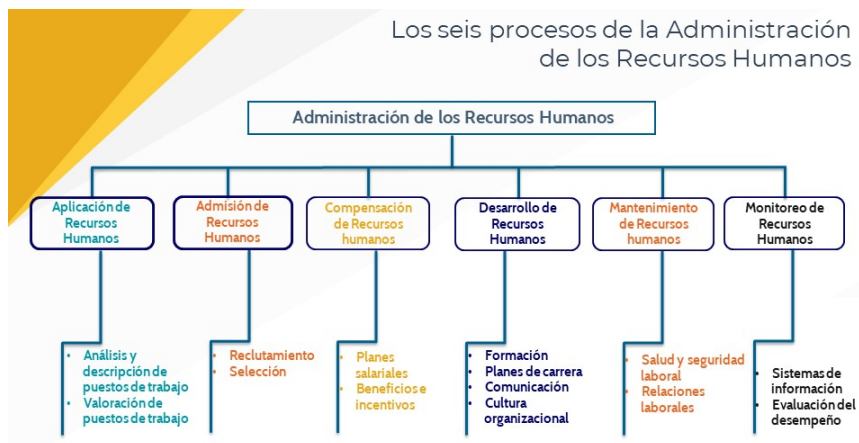 Los seis procesos de la Administración
de los Recursos Humanos
Administración de los Recursos Humanos
Aplicación de
Recursos
Humanos
Admisión de
Recursos
Humanos
Compensación
de Recursos
humanos
Desarrollo de
Recursos
Humanos
Mantenimiento
de Recursos
humanos
Monitoreo de
Recursos
Humanos
• Análisis y
descripción de
puestos de trabajo
• Valoración de
puestos de trabajo
• Reclutamiento
• Selección
• Planes
salariales
• Beneficios e
incentivos
• Formación
• Planes de carrera
• Comunicación
• Cultura
organizacional
• Salud y seguridad
laboral
• Relaciones
laborales
• Sistemas de
información
• Evaluación del
desempeño